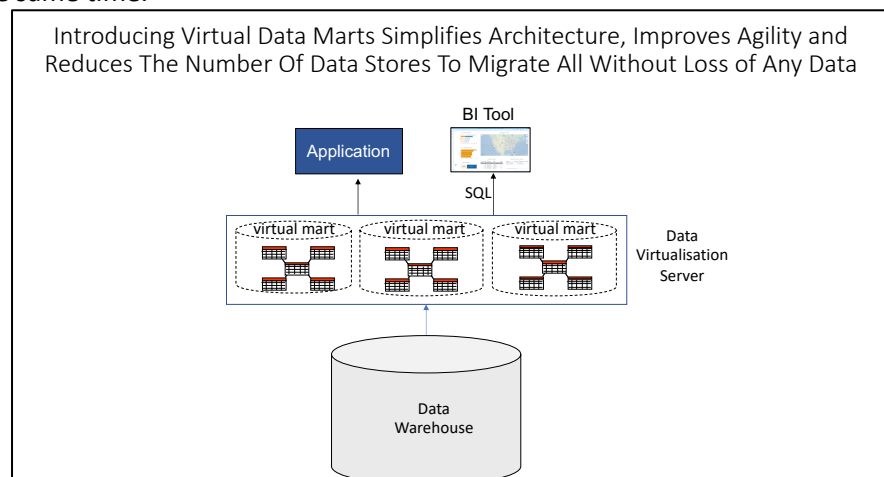 same time.
Introducing Virtual Data Marts Simplifies Architecture, Improves Agility and
Reduces The Number Of Data Stores To Migrate All Without Loss of Any Data
BI Tool
Application
SQL
virtual mart
virtual mart
virtual mart
Data
Virtualisation
Server
Data
Warehouse